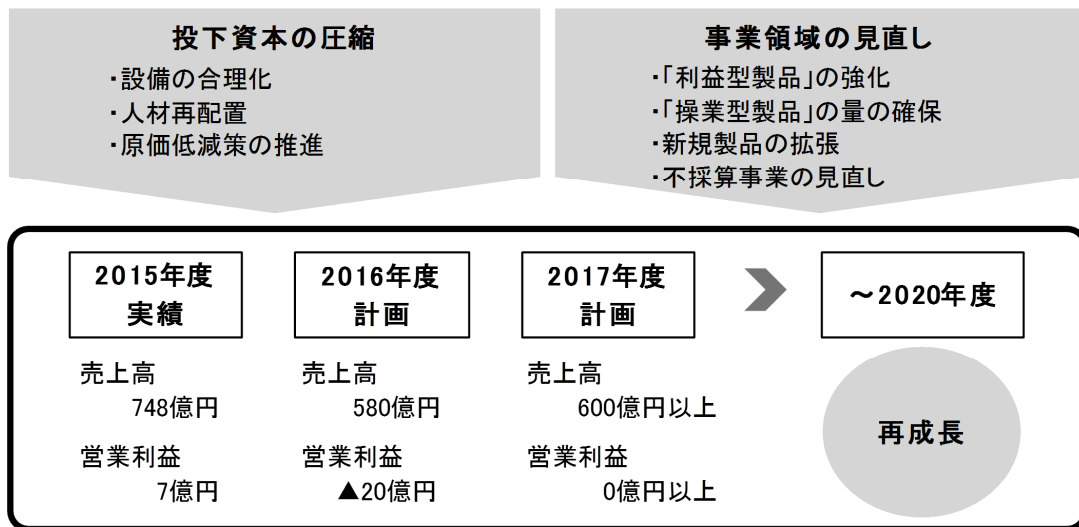 投下資本の圧縮
・設備の合理化
・人材再配置
・原価低減策の推進
事業領域の見直し
・「利益型製品」の強化
・「操業型製品」の量の確保
・新規製品の拡張
・不採算事業の見直し
2015年度
実績
売上高
748億円
営業利益
7億円
2016年度
計画
売上高
580億円
営業利益
▲20億円
2017年度
計画
売上高
600億円以上
営業利益
0億円以上
～2020年度
再成長